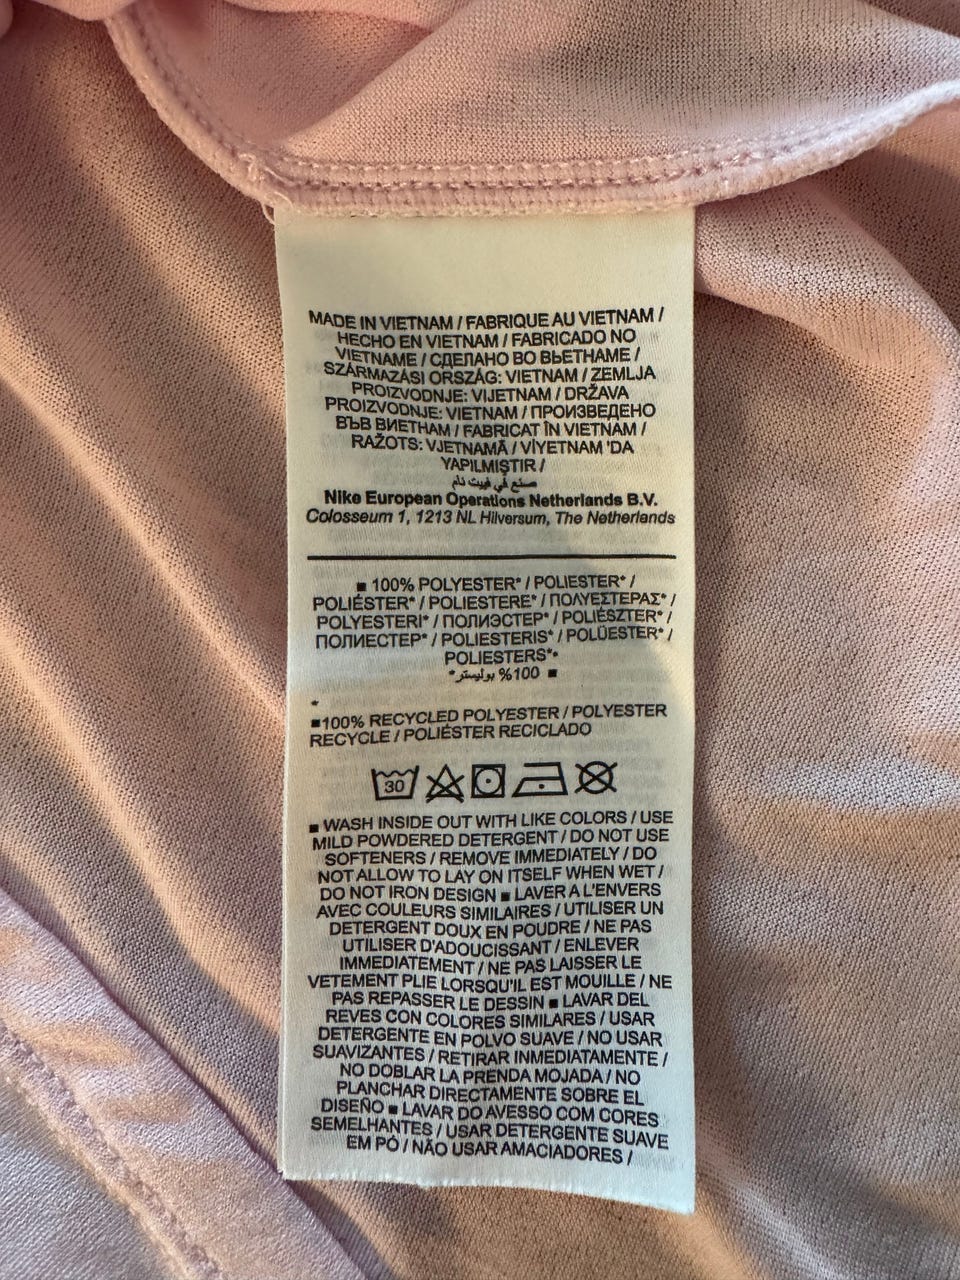 MADE IN VIETNAM / FABRIQUE AU VIETNAM /
HECHO EN VIETNAM / FABRICADO NO
VIETNAME / СДЕЛАНО ВО ВЬЕТНАМЕ /
SZÁRMAZÁSI ORSZÁG: VIETNAM / ZEMLJA
PROIZVODNJE: VIJETNAM / DRŽAVA
PROIZVODNJE: VIETNAM / ПРОИЗВЕДЕНО
ВЪВ ВИЕТНАМ / FABRICAT ÎN VIETNAM /
RAŽOTS: VJETNAMĀ / VİYETNAM 'DA
YAPILMIŞTIR /
صنع في فييت نام
Nike European Operations Netherlands B.V.
Colosseum 1, 1213 NL Hilversum, The Netherlands
■ 100% POLYESTER* / POLIESTER* /
POLIÉSTER* / POLIESTERE* / ΠΟΛΥΕΣΤΕΡΑΣ* /
POLYESTERI* / ПОЛИЭСТЕР* / POLIÉSZTER* /
ПОЛИЕСТЕР* / POLIESTERIS* / POLÜESTER* /
POLIESTERS**
■ 100% بوليستر*
*
■100% RECYCLED POLYESTER / POLYESTER
RECYCLE / POLIÉSTER RECICLADO
30
■ WASH INSIDE OUT WITH LIKE COLORS / USE
MILD POWDERED DETERGENT / DO NOT USE
SOFTENERS / REMOVE IMMEDIATELY / DO
NOT ALLOW TO LAY ON ITSELF WHEN WET /
DO NOT IRON DESIGN ■ LAVER A L'ENVERS
AVEC COULEURS SIMILAIRES / UTILISER UN
DETERGENT DOUX EN POUDRE / NE PAS
UTILISER D'ADOUCISSANT / ENLEVER
IMMEDIATEMENT / NE PAS LAISSER LE
VETEMENT PLIE LORSQU'IL EST MOUILLE / NE
PAS REPASSER LE DESSIN ■ LAVAR DEL
REVES CON COLORES SIMILARES / USAR
DETERGENTE EN POLVO SUAVE / NO USAR
SUAVIZANTES / RETIRAR INMEDIATAMENTE /
NO DOBLAR LA PRENDA MOJADA / NO
PLANCHAR DIRECTAMENTE SOBRE EL
DISEÑO ■ LAVAR DO AVESSO COM CORES
SEMELHANTES / USAR DETERGENTE SUAVE
EM PÓ / NÃO USAR AMACIADORES /